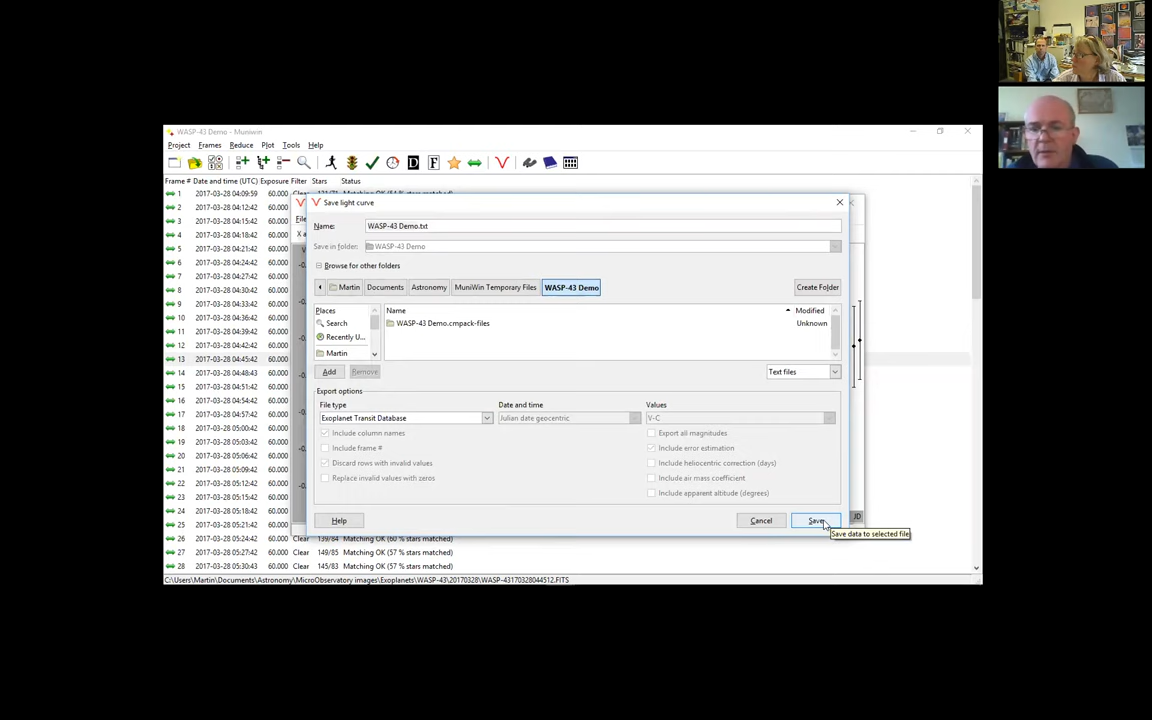 WASP-43 Demo - Muniwin
Project Frames Reduce Plot Tools Help
Frame # Date and time (UTC) Exposure Filter Stars Status
1 2017-03-28 04:09:59 60.000 Clear
2 2017-03-28 04:12:42 60.000
3 2017-03-28 04:15:42 60.000
4 2017-03-28 04:18:42 60.000
5 2017-03-28 04:21:42 60.000
6 2017-03-28 04:24:42 60.000
7 2017-03-28 04:27:42 60.000
8 2017-03-28 04:30:42 60.000
9 2017-03-28 04:33:42 60.000
10 2017-03-28 04:36:42 60.000
11 2017-03-28 04:39:42 60.000
12 2017-03-28 04:42:42 60.000
13 2017-03-28 04:45:42 60.000
14 2017-03-28 04:48:43 60.000
15 2017-03-28 04:51:42 60.000
16 2017-03-28 04:54:42 60.000
17 2017-03-28 04:57:42 60.000
18 2017-03-28 05:00:42 60.000
19 2017-03-28 05:03:42 60.000
20 2017-03-28 05:06:42 60.000
21 2017-03-28 05:09:42 60.000
22 2017-03-28 05:12:42 60.000
23 2017-03-28 05:15:42 60.000
24 2017-03-28 05:18:42 60.000
25 2017-03-28 05:21:42 60.000
26 2017-03-28 05:24:42 60.000 Clear 139/84 Matching OK (60 % stars matched)
27 2017-03-28 05:27:42 60.000 Clear 149/85 Matching OK (57 % stars matched)
28 2017-03-28 05:30:42 60.000 Clear 145/83 Matching OK (57 % stars matched)
C:\Users\Martin\Documents\Astronomy\MicroObservatory images\Exoplanets\WASP-43\20170328\WASP-43170328044512.FITS
Save light curve
Name: WASP-43 Demo.txt
Save in folder: WASP-43 Demo
Browse for other folders
Martin Documents Astronomy MuniWin Temporary Files WASP-43 Demo Create Folder
Places Name Modified
Search WASP-43 Demo.cmpack-files Unknown
Recently U...
Martin
Add Remove Text files
Export options
File type Date and time Values
Exoplanet Transit Database Julian date geocentric V-C
Include column names Export all magnitudes
Include frame # Include error estimation
Discard rows with invalid values Include heliocentric correction (days)
Replace invalid values with zeros Include air mass coefficient
Include apparent altitude (degrees)
Help Cancel Save
Save data to selected file
JD